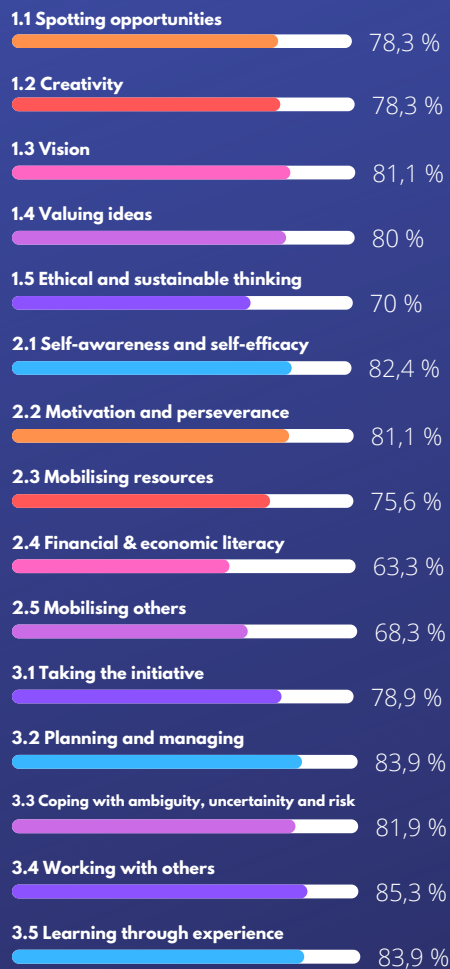 1.1 Spotting opportunities
78,3 %
1.2 Creativity
78,3 %
1.3 Vision
81,1 %
1.4 Valuing ideas
80 %
1.5 Ethical and sustainable thinking
70 %
2.1 Self-awareness and self-efficacy
82,4 %
2.2 Motivation and perseverance
81,1 %
2.3 Mobilising resources
75,6 %
2.4 Financial & economic literacy
63,3 %
2.5 Mobilising others
68,3 %
3.1 Taking the initiative
78,9 %
3.2 Planning and managing
83,9 %
3.3 Coping with ambiguity, uncertainity and risk
81,9 %
3.4 Working with others
85,3 %
3.5 Learning through experience
83,9 %